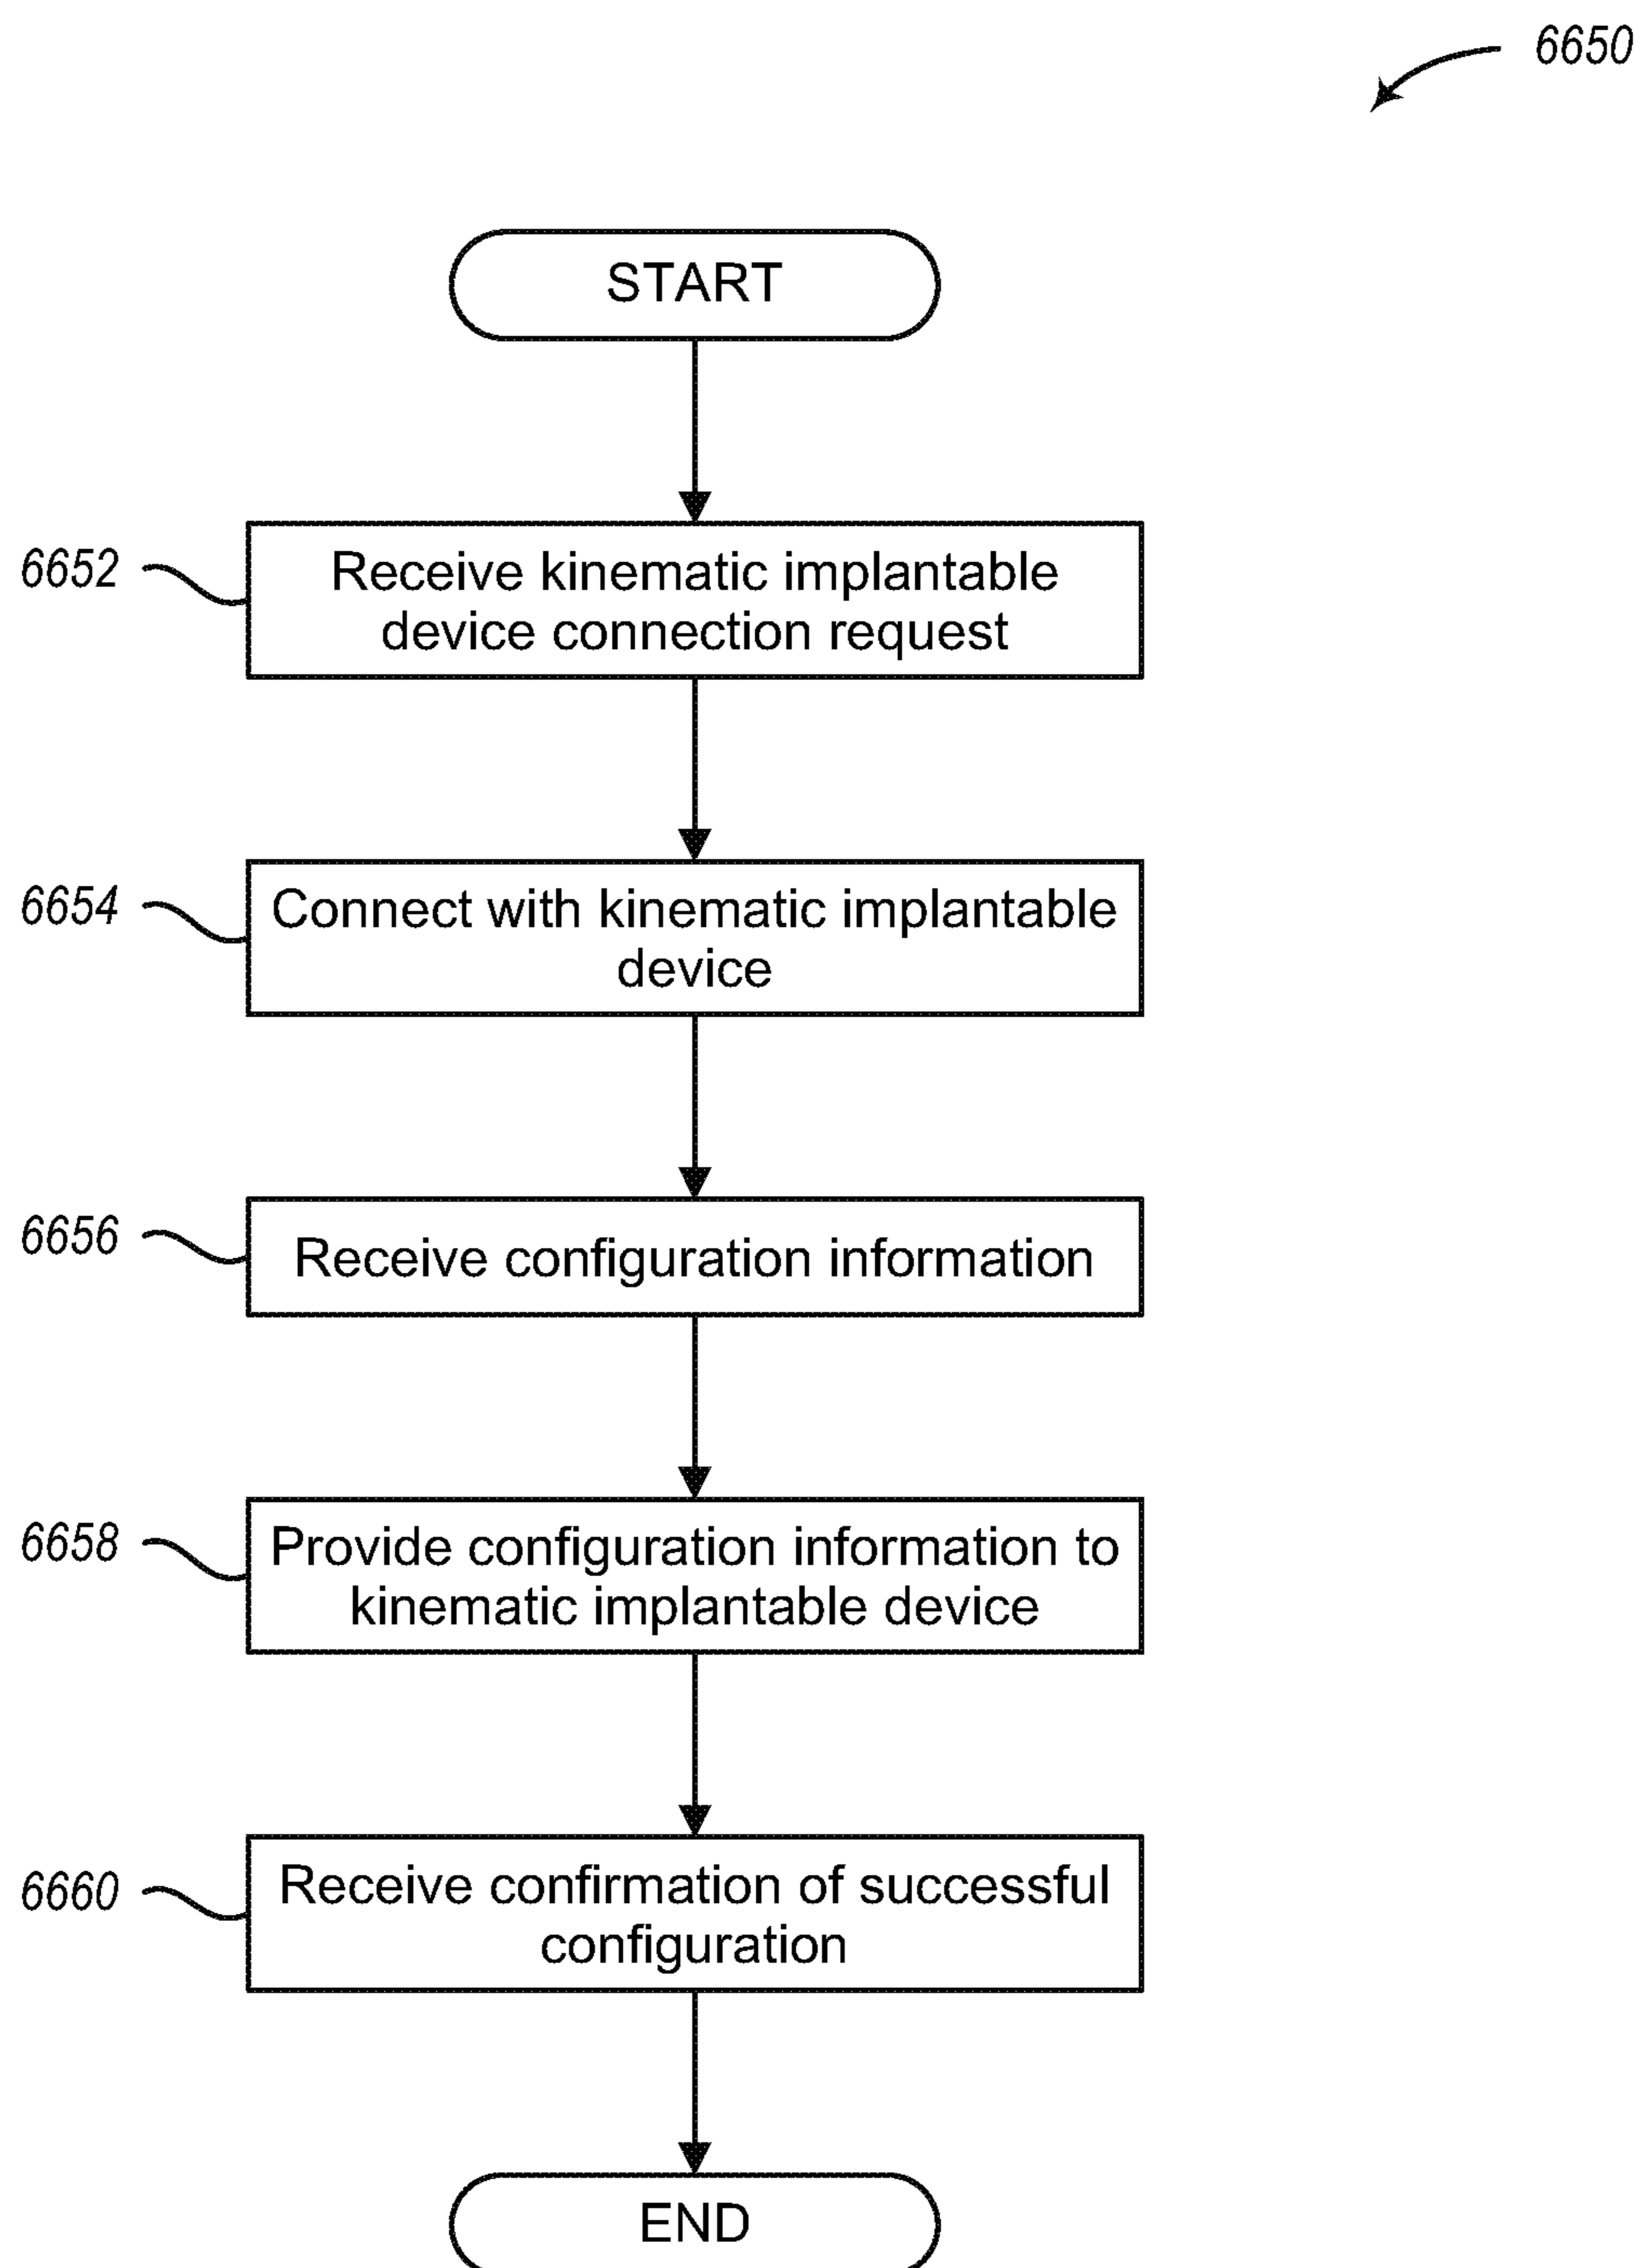 6650
START
6652
Receive kinematic implantable
device connection request
6654
Connect with kinematic implantable
device
6656
Receive configuration information
6658
Provide configuration information to
kinematic implantable device
6660
Receive confirmation of successful
configuration
END